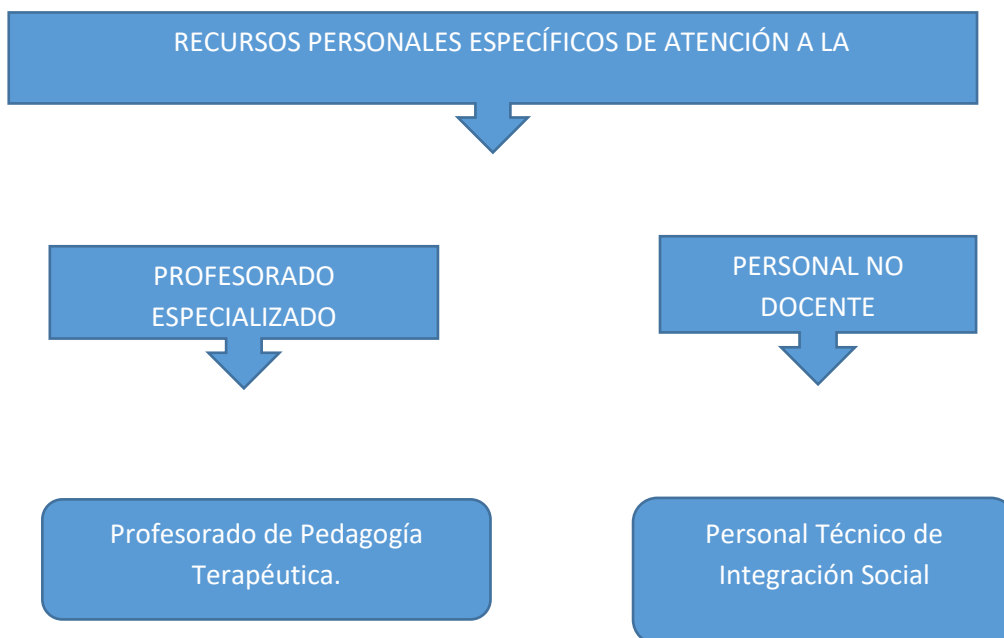 RECURSOS PERSONALES ESPECÍFICOS DE ATENCIÓN A LA
PROFESORADO
ESPECIALIZADO
PERSONAL NO
DOCENTE
Profesorado de Pedagogía
Terapéutica.
Personal Técnico de
Integración Social